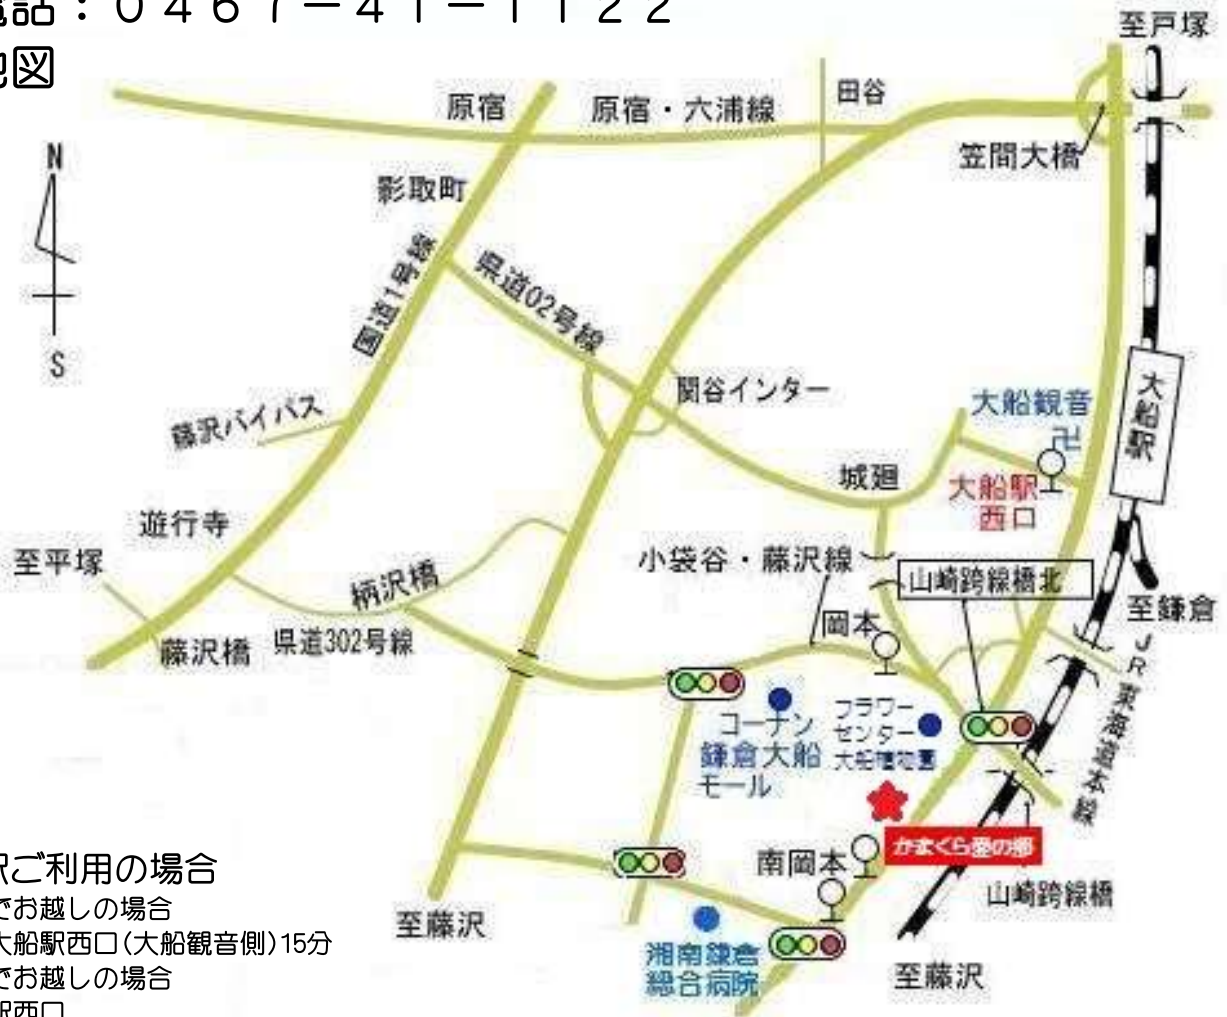 電話：０４６７－４１－１１２２
地図
至戸塚
原宿
原宿・六浦線
田谷
笠間大橋
N
影取町
国道1号線
県道02号線
S
関谷インター
大船駅
藤沢バイパス
大船観音
卍
城廻
大船駅
西口
遊行寺
至平塚
小袋谷・藤沢線
山崎跨線橋北
柄沢橋
岡本
至鎌倉
藤沢橋
県道302号線
JR東海道本線
コーナン
鎌倉大船
モール
フラワー
センター
大船植物園
かまくら愛の郷
南岡本
山崎跨線橋
駅ご利用の場合
でお越しの場合
大船駅西口(大船観音側)15分
でお越しの場合
駅西口
至藤沢
湘南鎌倉
総合病院
至藤沢